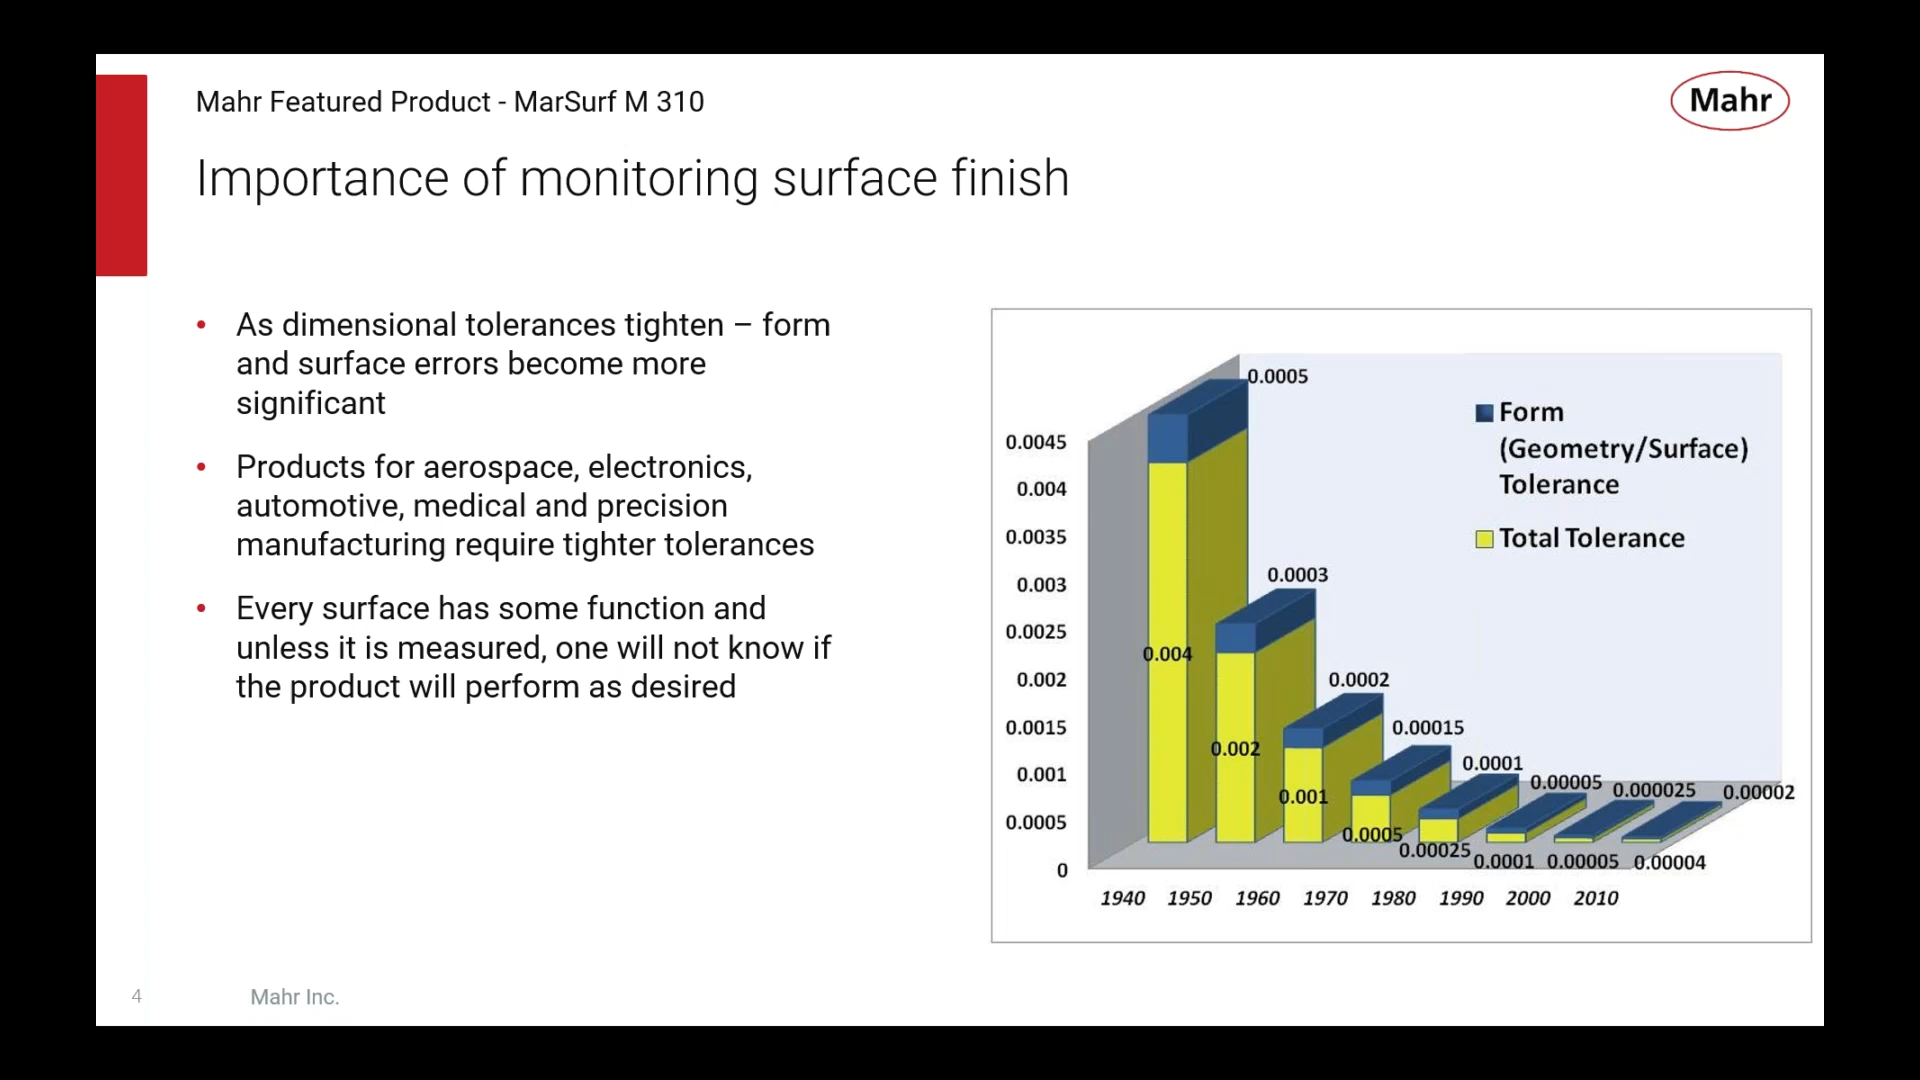 Mahr Featured Product - MarSurf M 310
Mahr
Importance of monitoring surface finish
• As dimensional tolerances tighten – form
and surface errors become more
significant
• Products for aerospace, electronics,
automotive, medical and precision
manufacturing require tighter tolerances
• Every surface has some function and
unless it is measured, one will not know if
the product will perform as desired
0.0045
0.004
0.0035
0.003
0.0025
0.002
0.0015
0.001
0.0005
0
0.0005
0.0003
0.0002
0.00015
0.0001
0.00005
0.000025
0.00002
0.004
0.002
0.001
0.0005
0.00025
0.0001
0.00005
0.00004
Form
(Geometry/Surface)
Tolerance
Total Tolerance
1940 1950 1960 1970 1980 1990 2000 2010
4 Mahr Inc.